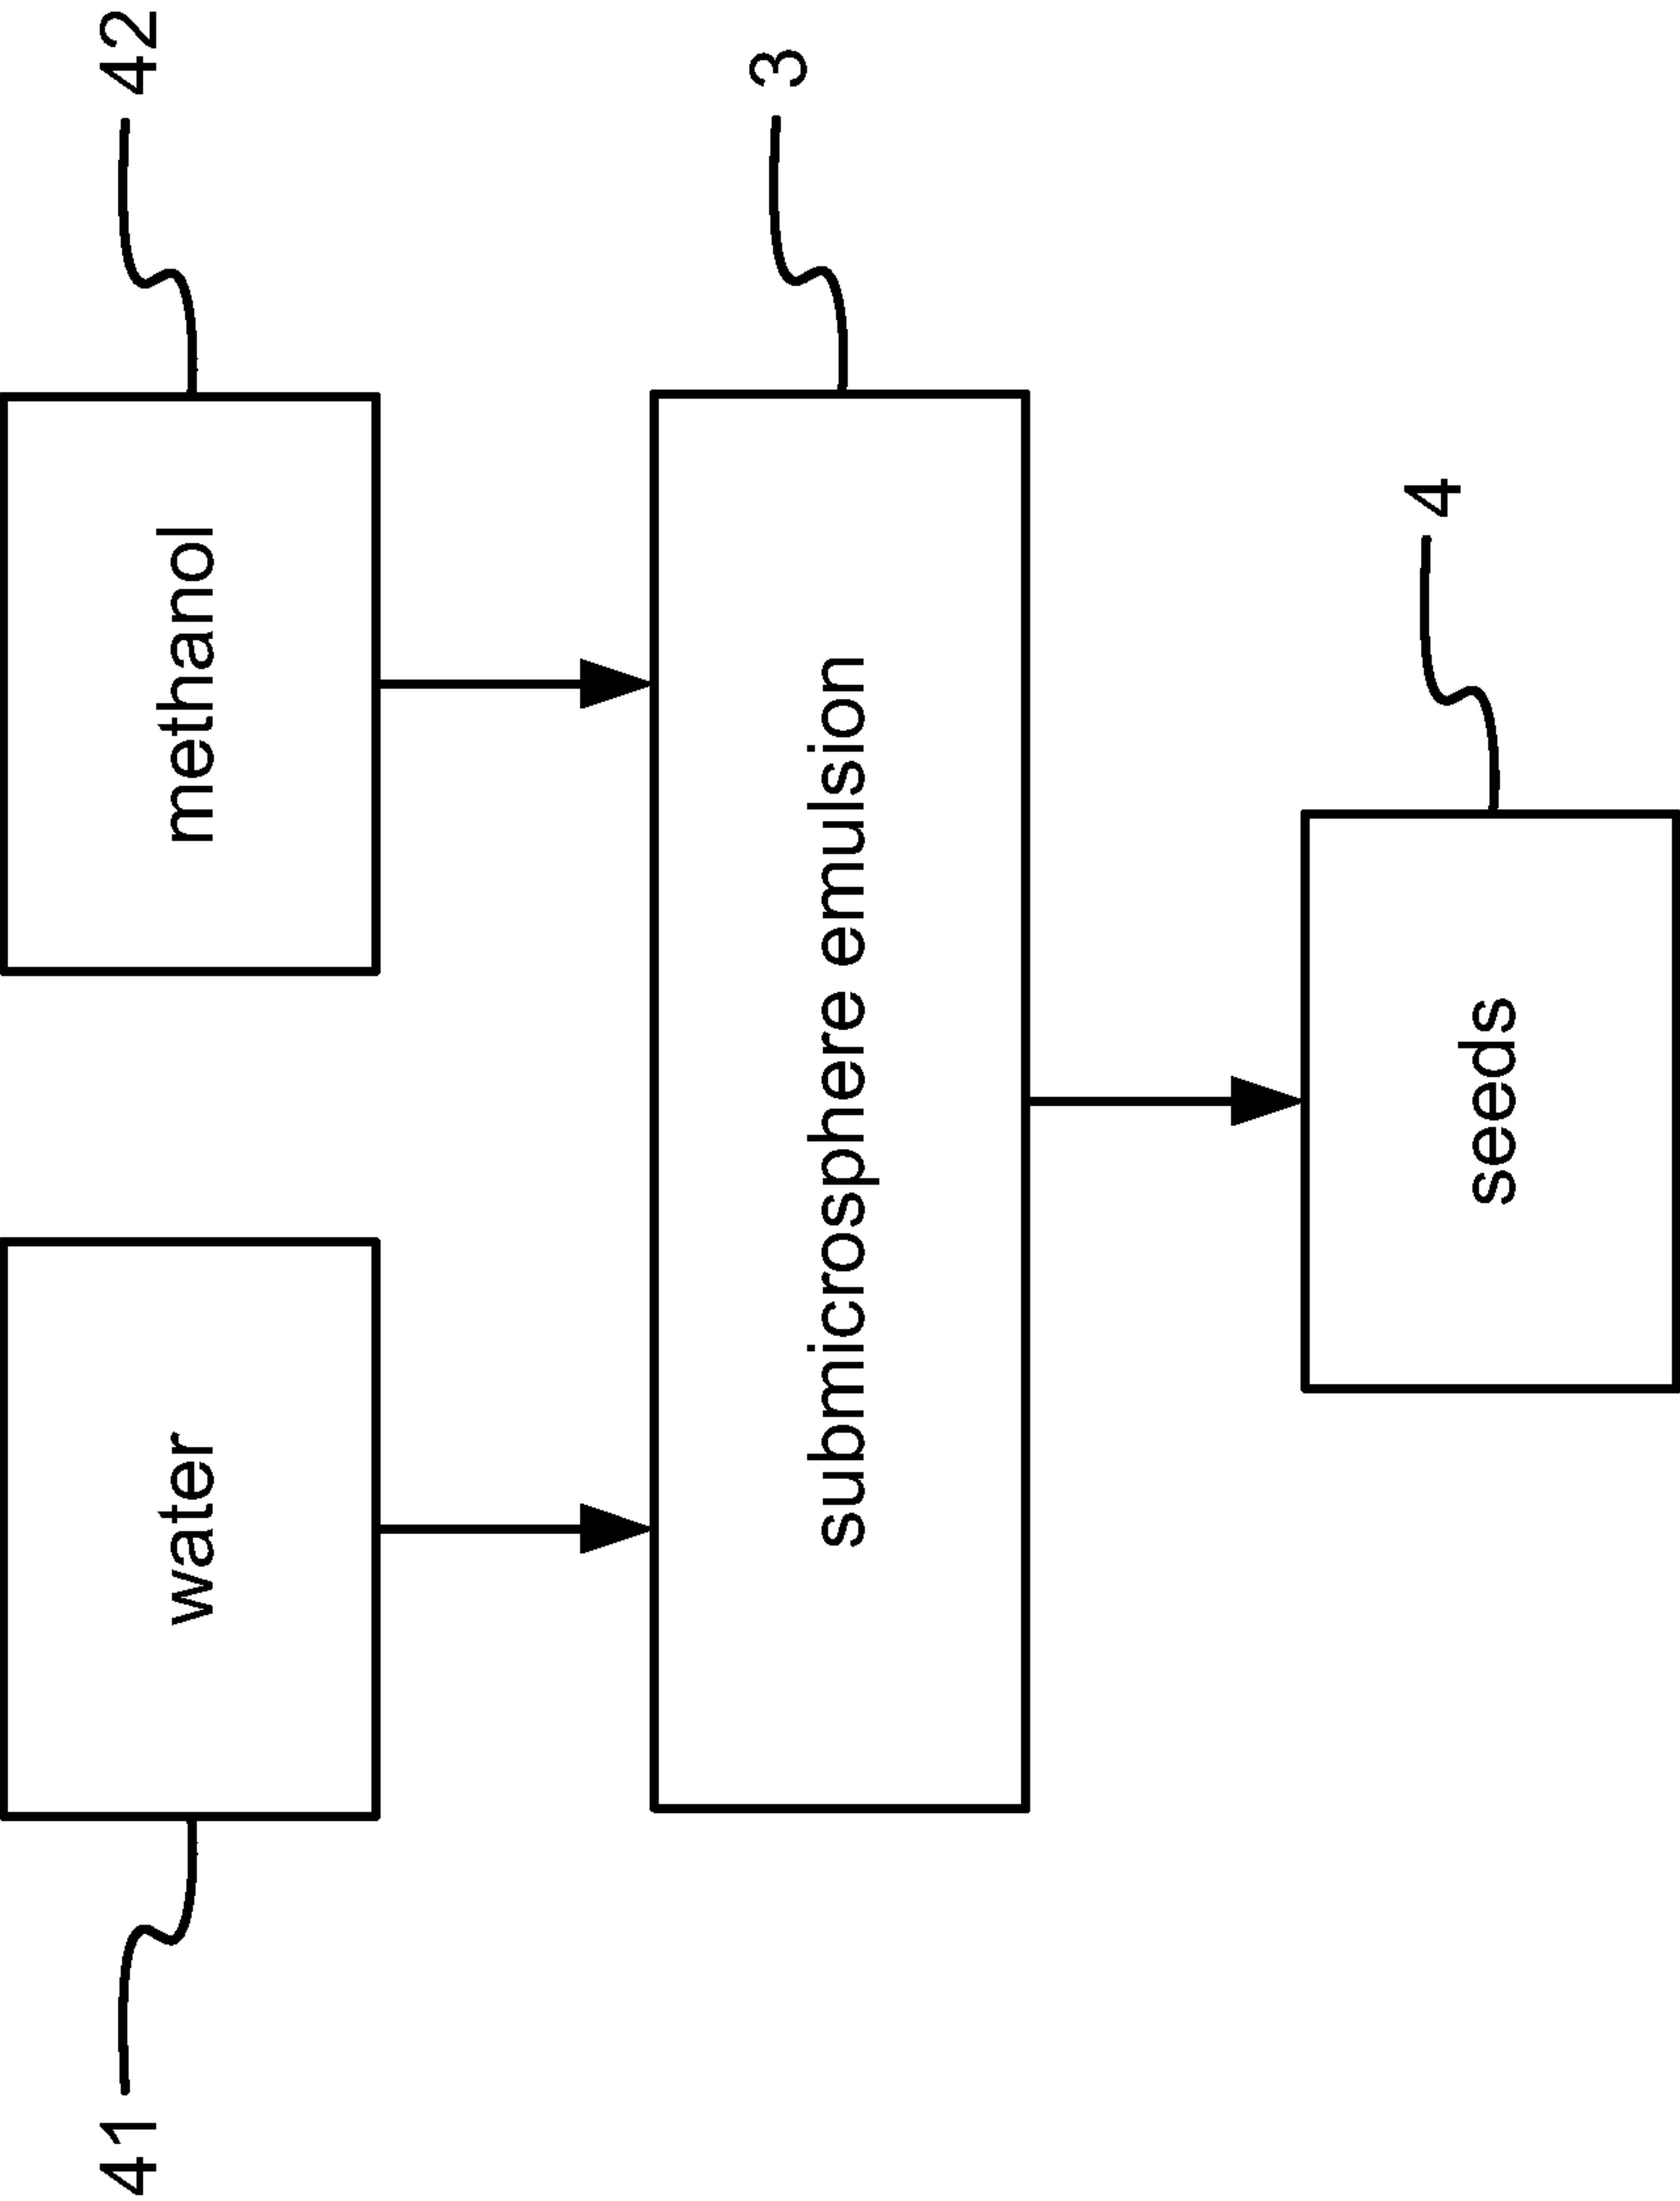 41
water
methanol
42
submicrosphere emulsion
3
seeds
4